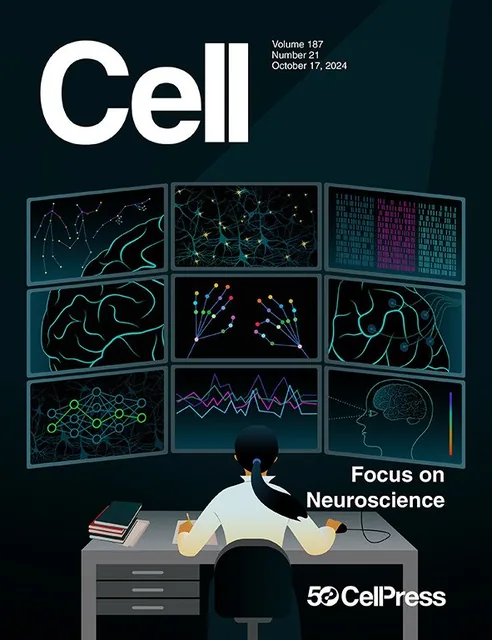 Cell
Volume 187
Number 21
October 17, 2024
Focus on
Neuroscience
50 CellPress